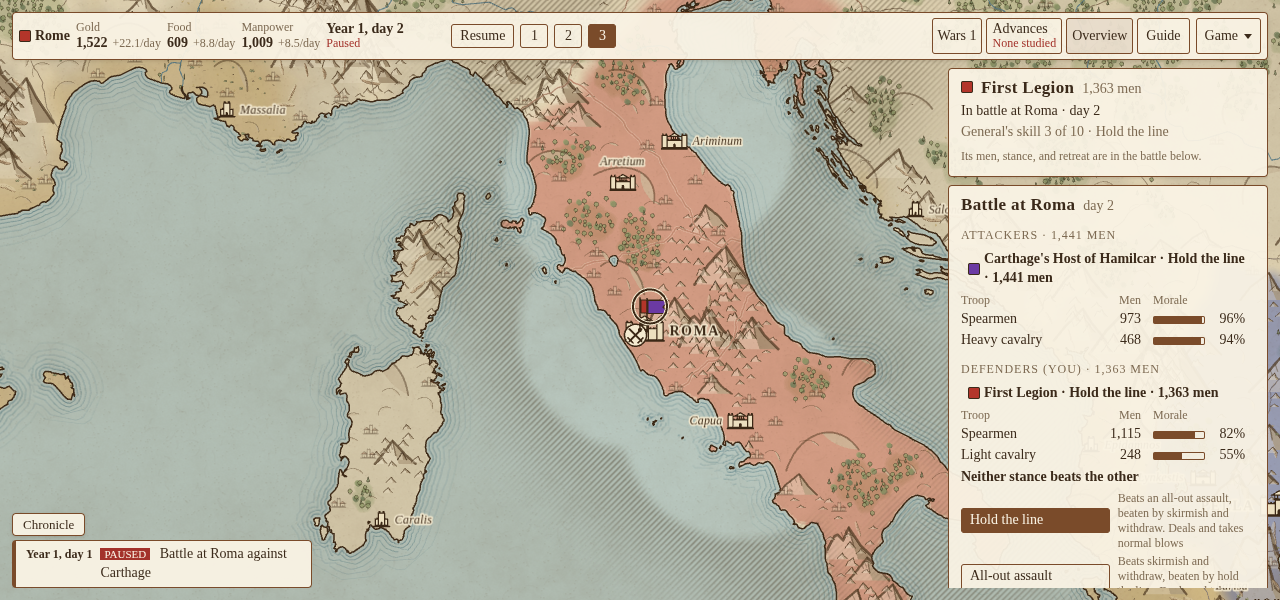 Rome
Gold
1,522 +22.1/day
Food
609 +8.8/day
Manpower
1,009 +8.5/day
Year 1, day 2
Paused
Resume
1
2
3
Wars 1
Advances
None studied
Overview
Guide
Game
Massalia
Ariminum
Arretium
ROMA
Capua
Caralis
First Legion 1,363 men
In battle at Roma · day 2
General's skill 3 of 10 · Hold the line
Its men, stance, and retreat are in the battle below.
Battle at Roma day 2
ATTACKERS · 1,441 MEN
Carthage's Host of Hamilcar · Hold the line
· 1,441 men
Troop Men Morale
Spearmen 973 96%
Heavy cavalry 468 94%
DEFENDERS (YOU) · 1,363 MEN
First Legion · Hold the line · 1,363 men
Troop Men Morale
Spearmen 1,115 82%
Light cavalry 248 55%
Neither stance beats the other
Hold the line
Beats an all-out assault,
beaten by skirmish and
withdraw. Deals and takes
normal blows
All-out assault
Beats skirmish and
withdraw, beaten by hold
Chronicle
Year 1, day 1 PAUSED Battle at Roma against
Carthage